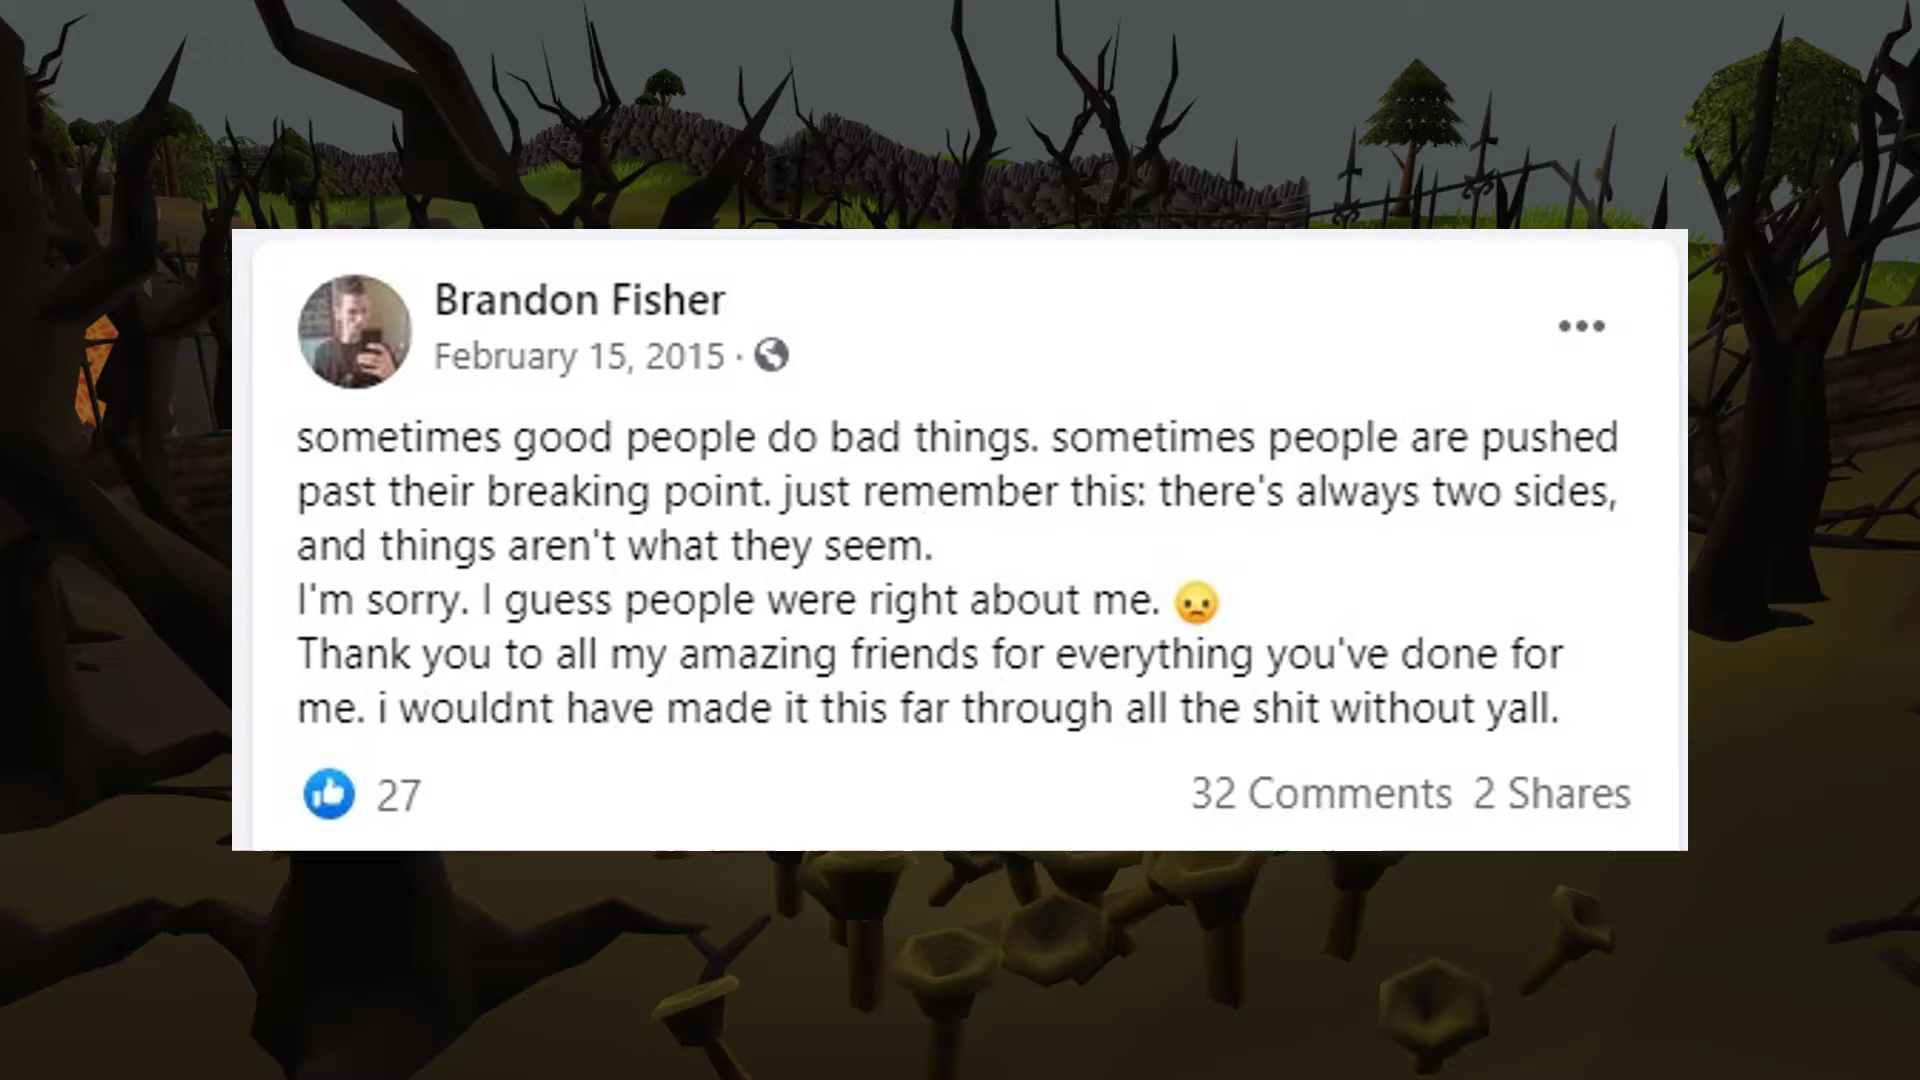 Brandon Fisher
February 15, 2015 ·
sometimes good people do bad things. sometimes people are pushed
past their breaking point. just remember this: there's always two sides,
and things aren't what they seem.
I'm sorry. I guess people were right about me. 😞
Thank you to all my amazing friends for everything you've done for
me. i wouldnt have made it this far through all the shit without yall.
27 32 Comments 2 Shares